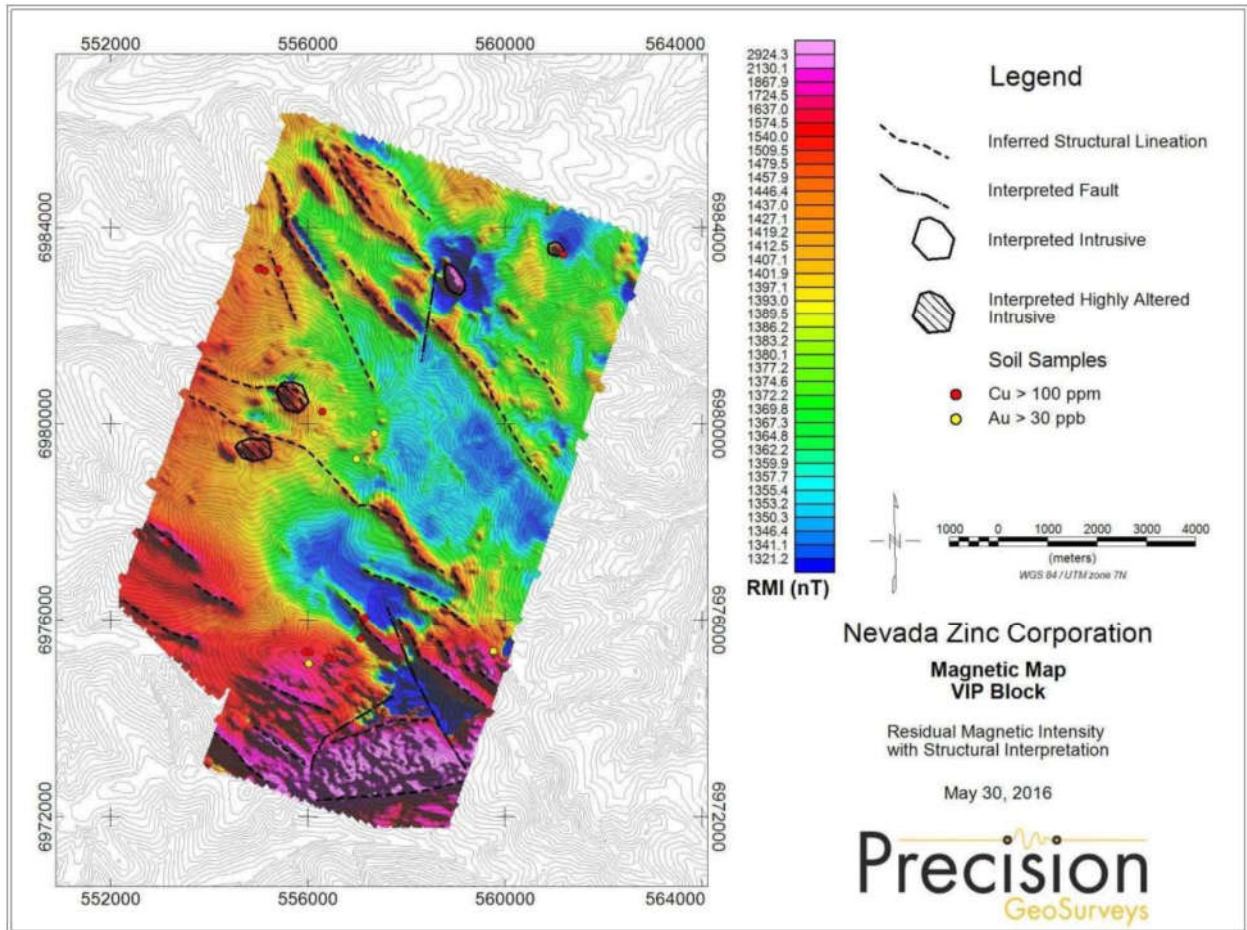 552000
556000
560000
564000
6984000
6980000
6976000
6972000
6984000
6980000
6976000
6972000
552000
556000
560000
564000
2924.3
2130.1
1867.9
1724.5
1637.0
1574.5
1540.0
1509.5
1479.5
1457.9
1446.4
1437.0
1427.1
1412.5
1407.1
1401.9
1397.1
1393.0
1389.5
1386.2
1383.2
1380.1
1377.2
1374.6
1372.2
1369.8
1367.3
1364.8
1362.2
1359.9
1357.7
1355.4
1353.2
1350.3
1346.4
1341.1
1321.2
RMI (nT)
Legend
Inferred Structural Lineation
Interpreted Fault
Interpreted Intrusive
Interpreted Highly Altered
Intrusive
Soil Samples
Cu > 100 ppm
Au > 30 ppb
N
1000 0 1000 2000 3000 4000
(meters)
WGS 84 / UTM zone 7N
Nevada Zinc Corporation
Magnetic Map
VIP Block
Residual Magnetic Intensity
with Structural Interpretation
May 30, 2016
Precision
GeoSurveys